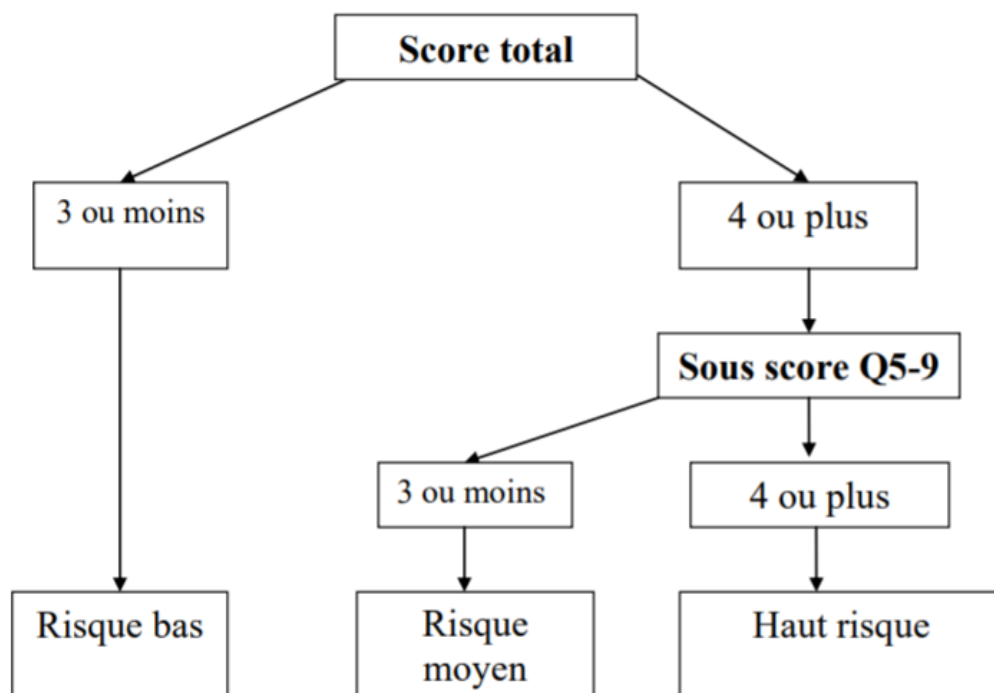 Score total
3 ou moins
4 ou plus
Sous score Q5-9
3 ou moins
4 ou plus
Risque bas
Risque
moyen
Haut risque